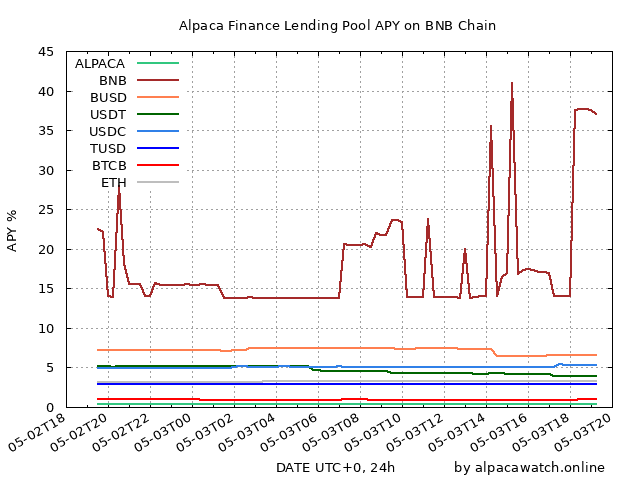 Alpaca Finance Lending Pool APY on BNB Chain
45
40
35
30
25
20
15
10
5
0
APY %
ALPACA
BNB
BUSD
USDT
USDC
TUSD
BTCB
ETH
05-02T18
05-02T20
05-02T22
05-03T00
05-03T02
05-03T04
05-03T06
05-03T08
05-03T10
05-03T12
05-03T14
05-03T16
05-03T18
05-03T20
DATE UTC+0, 24h
by alpacawatch.online